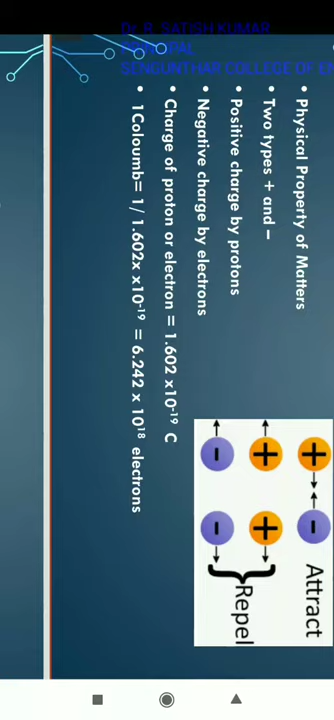 Dr. R. SATISH KUMAR
PRINCIPAL
SENGUNTHAR COLLEGE OF
• Physical Property of Matters
• Two types + and –
• Positive charge by protons
• Negative charge by electrons
• Charge of proton or electron = 1.602 x10⁻¹⁹ C
• 1Coloumb= 1/ 1.602x x10⁻¹⁹ = 6.242 x 10¹⁸ electrons
+ - Attract
+ +
- - } Repel